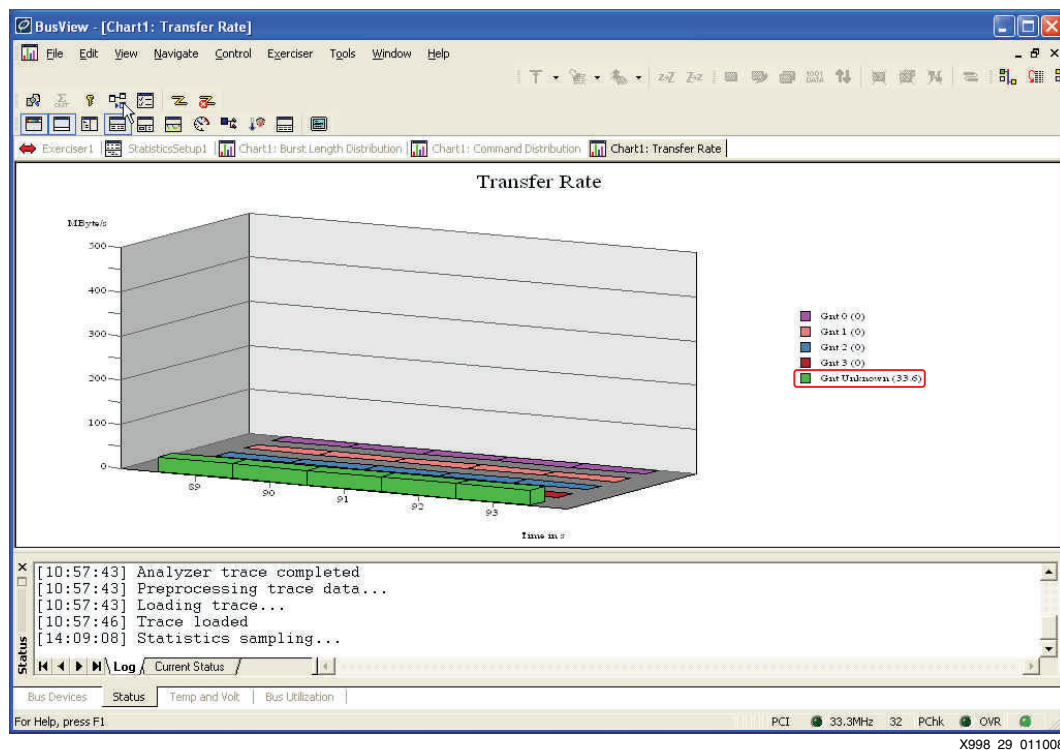 BusView - [Chart1: Transfer Rate]
File Edit View Navigate Control Exerciser Tools Window Help
Exerciser1 StatisticsSetup1 Chart1: Burst Length Distribution Chart1: Command Distribution Chart1: Transfer Rate
Transfer Rate
MByte/s
500
400
300
200
100
0
89
90
91
92
93
Time in s
Gnt 0 (0)
Gnt 1 (0)
Gnt 2 (0)
Gnt 3 (0)
Gnt Unknown (33.6)
[10:57:43] Analyzer trace completed
[10:57:43] Preprocessing trace data...
[10:57:43] Loading trace...
[10:57:46] Trace loaded
[14:09:08] Statistics sampling...
Status
Log Current Status
Bus Devices Status Temp and Volt Bus Utilization
For Help, press F1 PCI 33.3MHz 32 PChk OVR